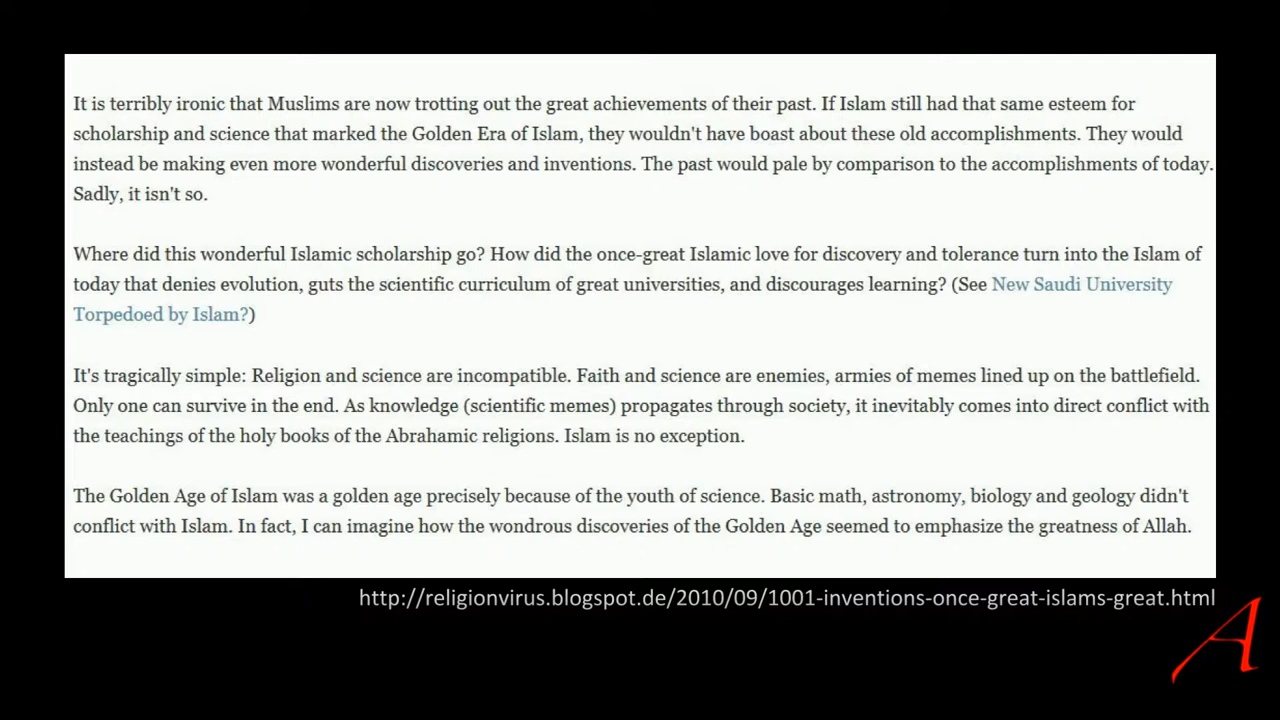 It is terribly ironic that Muslims are now trotting out the great achievements of their past. If Islam still had that same esteem for
scholarship and science that marked the Golden Era of Islam, they wouldn't have boast about these old accomplishments. They would
instead be making even more wonderful discoveries and inventions. The past would pale by comparison to the accomplishments of today.
Sadly, it isn't so.
Where did this wonderful Islamic scholarship go? How did the once-great Islamic love for discovery and tolerance turn into the Islam of
today that denies evolution, guts the scientific curriculum of great universities, and discourages learning? (See New Saudi University
Torpedoed by Islam?)
It's tragically simple: Religion and science are incompatible. Faith and science are enemies, armies of memes lined up on the battlefield.
Only one can survive in the end. As knowledge (scientific memes) propagates through society, it inevitably comes into direct conflict with
the teachings of the holy books of the Abrahamic religions. Islam is no exception.
The Golden Age of Islam was a golden age precisely because of the youth of science. Basic math, astronomy, biology and geology didn't
conflict with Islam. In fact, I can imagine how the wondrous discoveries of the Golden Age seemed to emphasize the greatness of Allah.
http://religionvirus.blogspot.de/2010/09/1001-inventions-once-great-islams-great.html
A